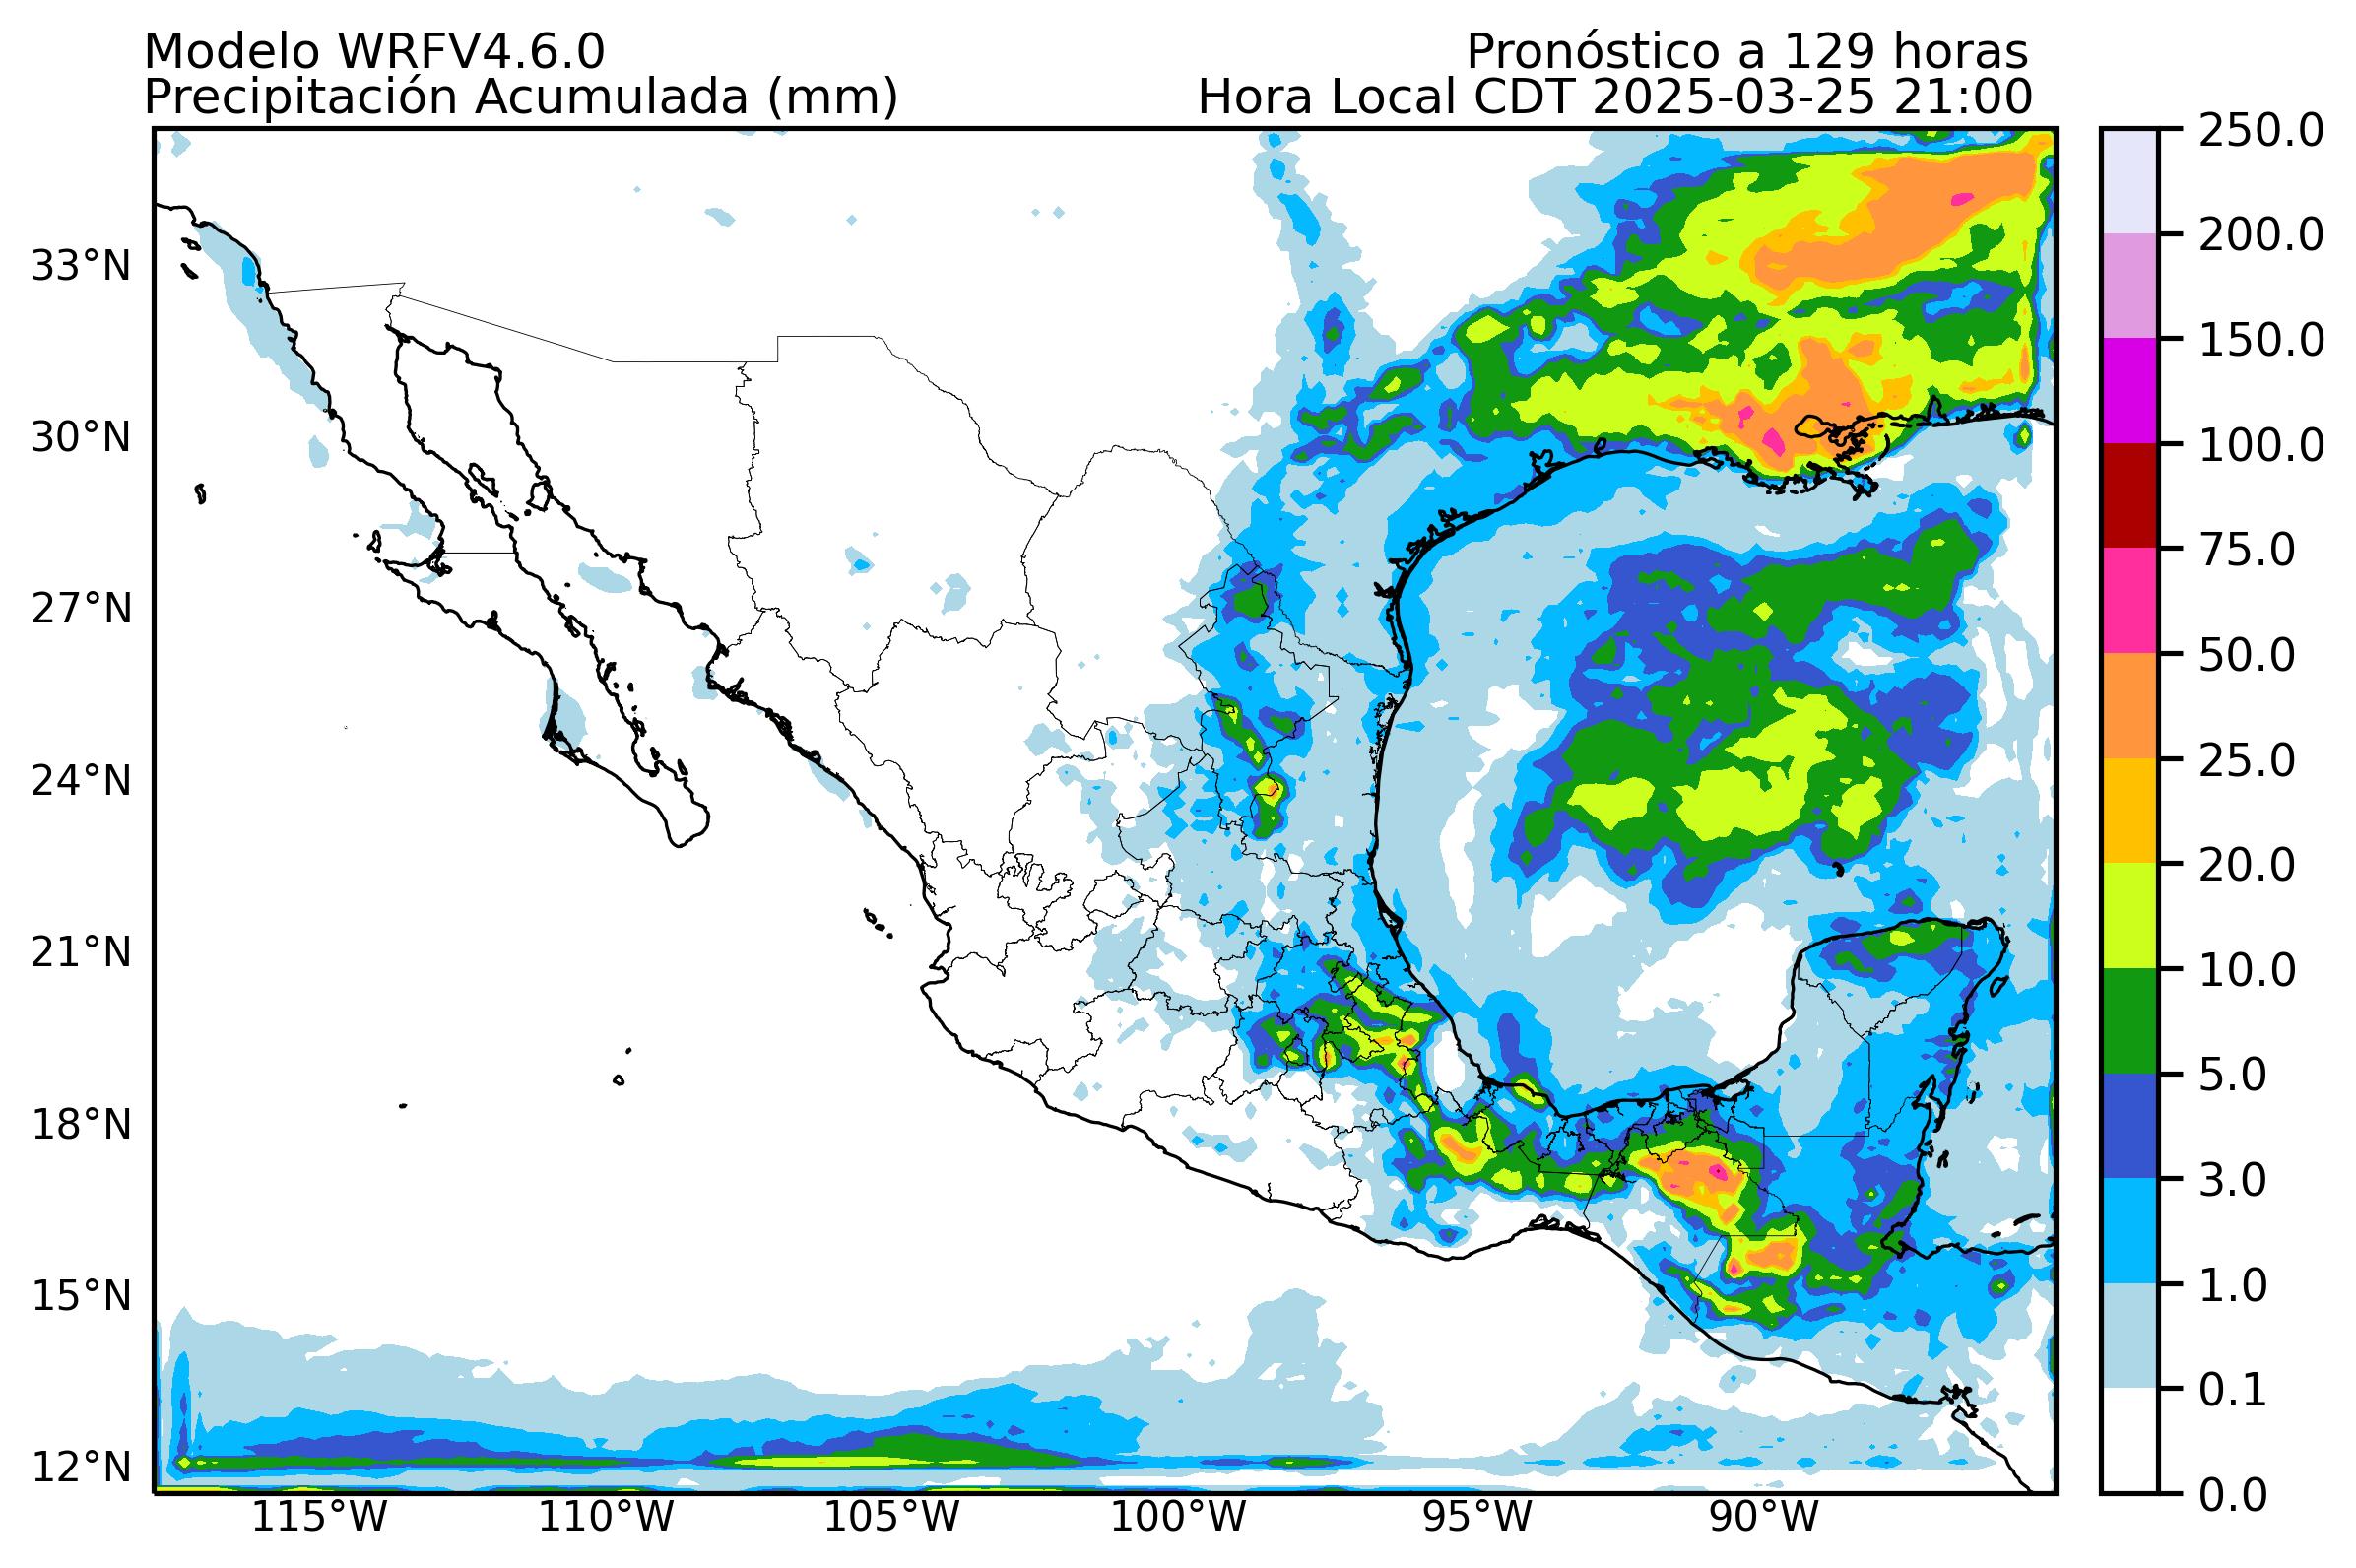 Modelo WRFV4.6.0
Pronóstico a 129 horas
Precipitación Acumulada (mm)
Hora Local CDT 2025-03-25 21:00
250.0
200.0
150.0
100.0
75.0
50.0
25.0
20.0
10.0
5.0
3.0
1.0
0.1
0.0
33°N
30°N
27°N
24°N
21°N
18°N
15°N
12°N
115°W
110°W
105°W
100°W
95°W
90°W